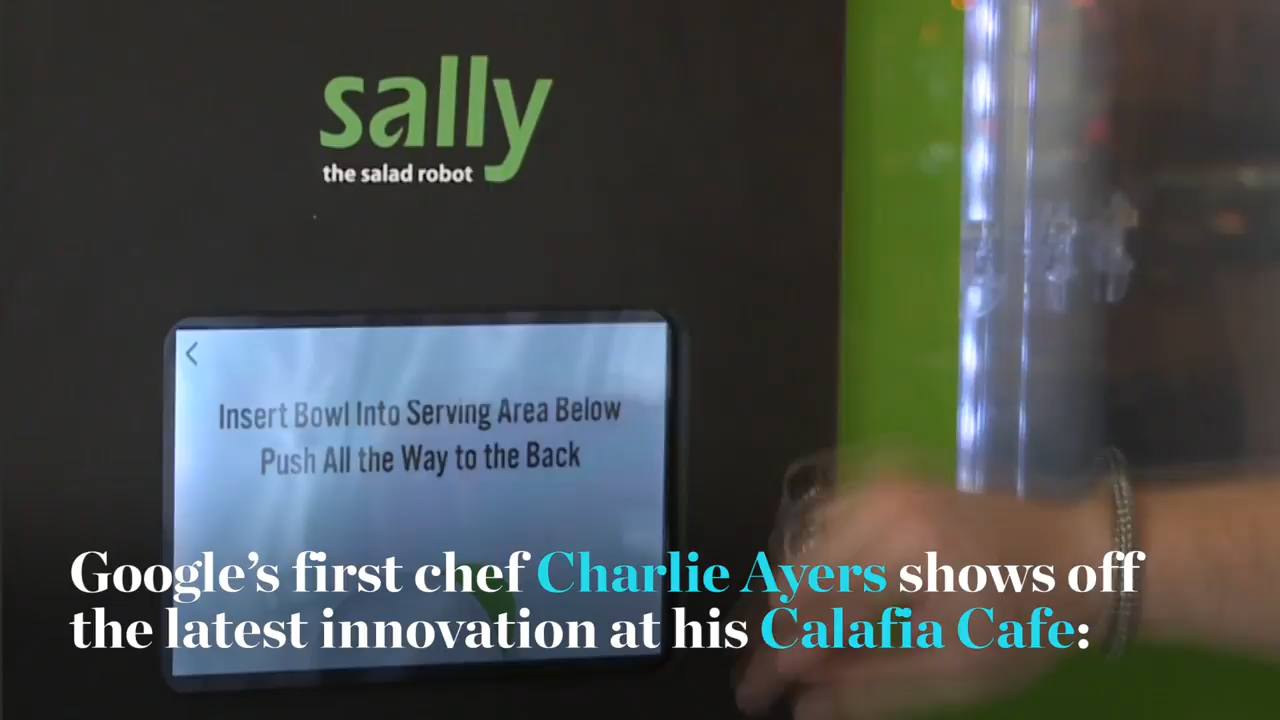 sally
the salad robot
Insert Bowl Into Serving Area Below
Push All the Way to the Back
Google’s first chef Charlie Ayers shows off
the latest innovation at his Calafia Cafe: